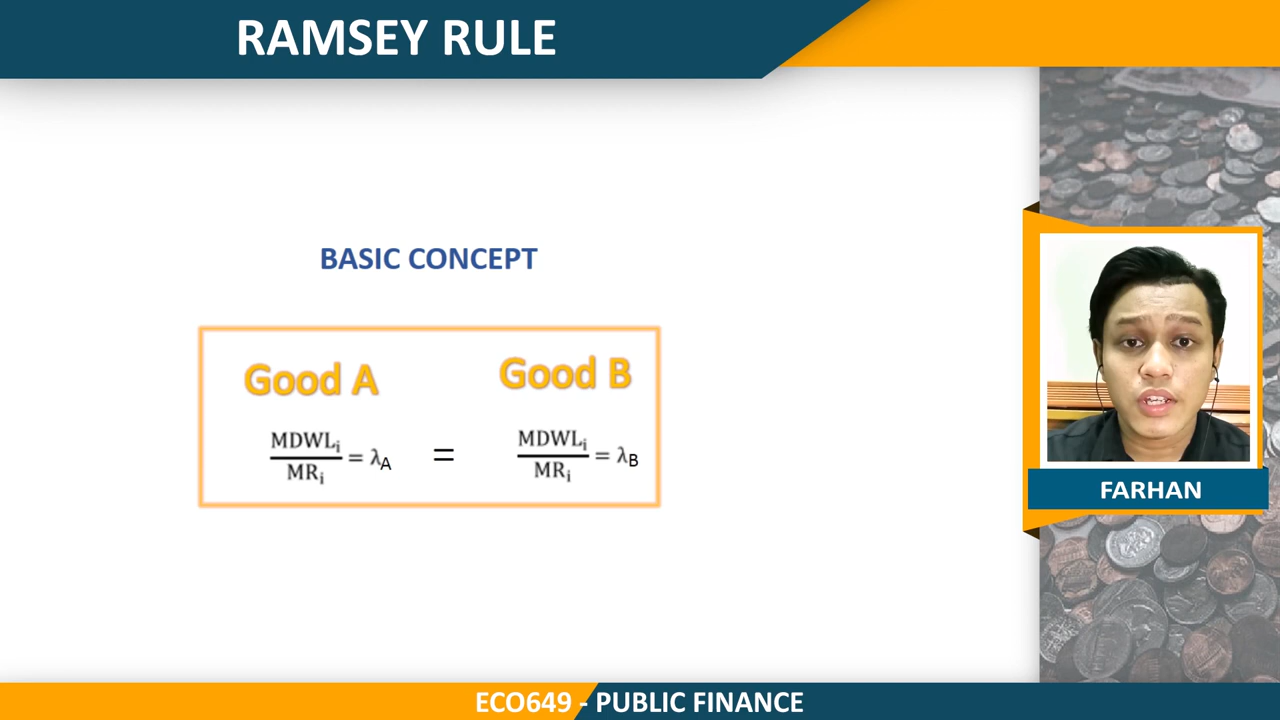 RAMSEY RULE
BASIC CONCEPT
Good A Good B
MDWLᵢ / MRᵢ = λA = MDWLᵢ / MRᵢ = λB
FARHAN
ECO649 - PUBLIC FINANCE